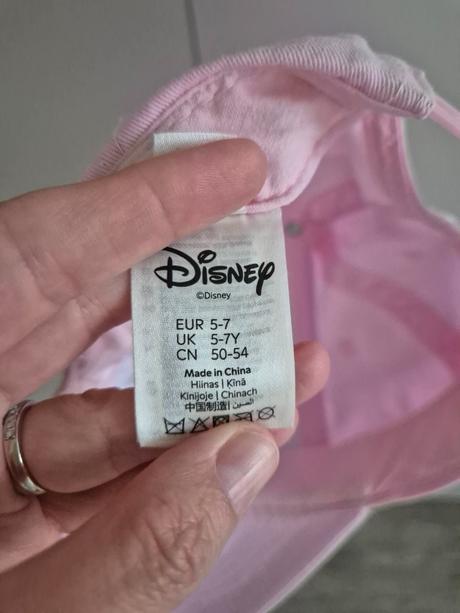 Disney
©Disney
EUR 5-7
UK 5-7Y
CN 50-54
Made in China
Hiinas | Ķīnā
Kinijoje | Chinach
中国制造| الصين